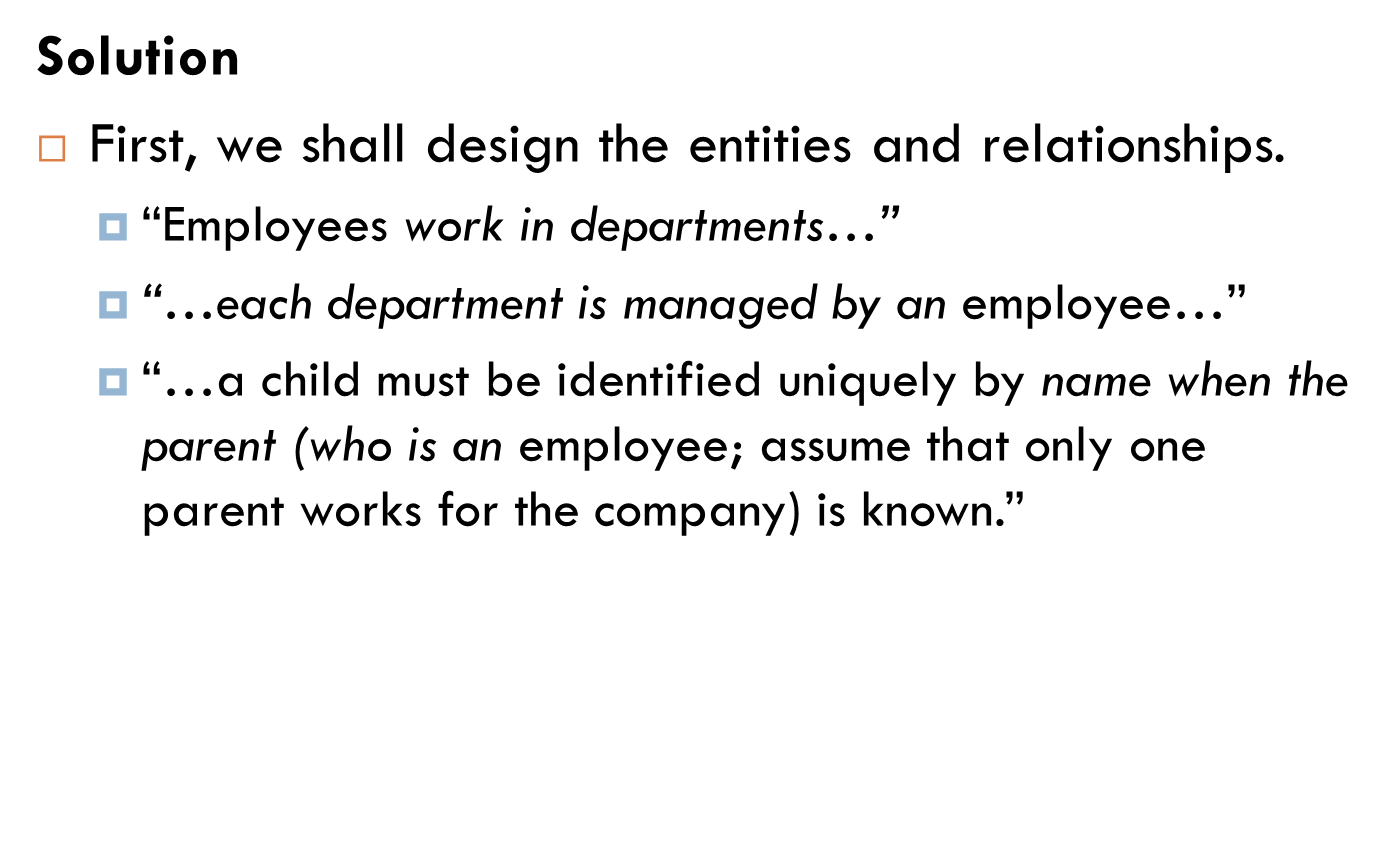 Solution
First, we shall design the entities and relationships.
“Employees work in departments…”
“…each department is managed by an employee…”
“…a child must be identified uniquely by name when the
parent (who is an employee; assume that only one
parent works for the company) is known.”